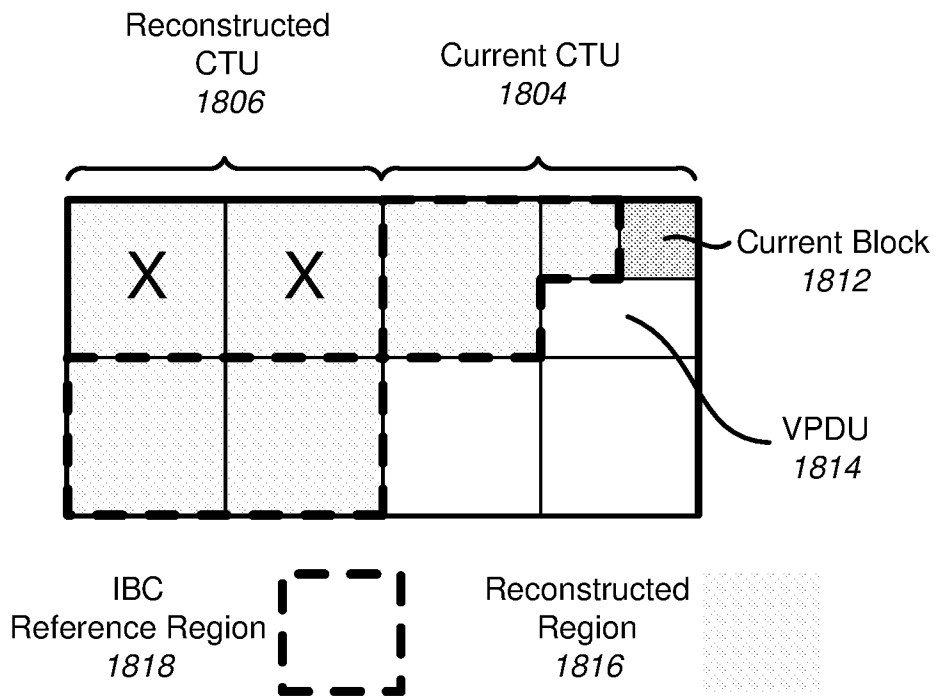 Reconstructed
CTU
1806
Current CTU
1804
X X
Current Block
1812
VPDU
1814
IBC
Reference Region
1818
Reconstructed
Region
1816